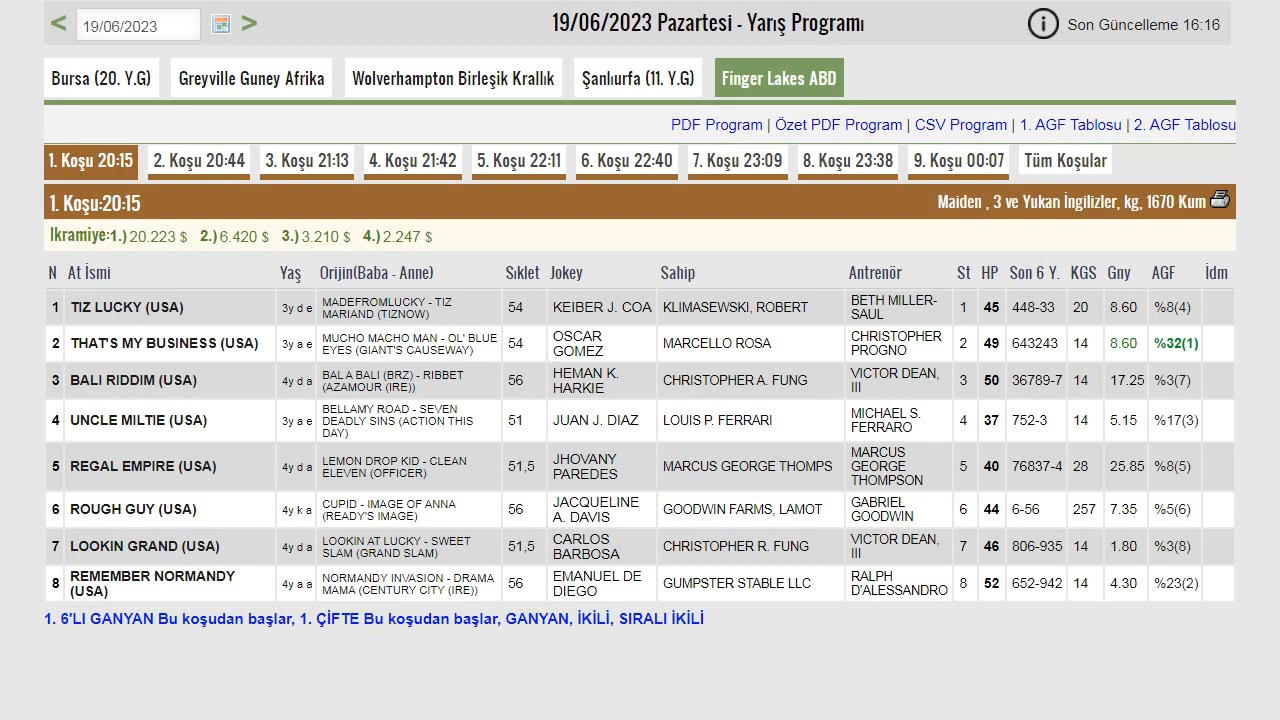 < 19/06/2023 > 19/06/2023 Pazartesi - Yarış Programı Son Güncelleme 16:16
Bursa (20. Y.G) Greyville Guney Afrika Wolverhampton Birleşik Krallık Şanlıurfa (11. Y.G) Finger Lakes ABD
PDF Program | Özet PDF Program | CSV Program | 1. AGF Tablosu | 2. AGF Tablosu
1. Koşu 20:15 2. Koşu 20:44 3. Koşu 21:13 4. Koşu 21:42 5. Koşu 22:11 6. Koşu 22:40 7. Koşu 23:09 8. Koşu 23:38 9. Koşu 00:07 Tüm Koşular
1. Koşu:20:15 Maiden , 3 ve Yukarı İngilizler, kg, 1670 Kum
İkramiye:1.) 20.223 $ 2.) 6.420 $ 3.) 3.210 $ 4.) 2.247 $
N At İsmi Yaş Orijin(Baba - Anne) Sıklet Jokey Sahip Antrenör St HP Son 6 Y. KGS Gny AGF İdm
1 TIZ LUCKY (USA) 3y d e MADEFROMLUCKY - TIZ MARIAND (TIZNOW) 54 KEIBER J. COA KLIMASEWSKI, ROBERT BETH MILLER-SAUL 1 45 448-33 20 8.60 %8(4)
2 THAT'S MY BUSINESS (USA) 3y a e MUCHO MACHO MAN - OL' BLUE EYES (GIANT'S CAUSEWAY) 54 OSCAR GOMEZ MARCELLO ROSA CHRISTOPHER PROGNO 2 49 643243 14 8.60 %32(1)
3 BALI RIDDIM (USA) 4y d a BAL A BALI (BRZ) - RIBBET (AZAMOUR (IRE)) 56 HEMAN K. HARKIE CHRISTOPHER A. FUNG VICTOR DEAN, III 3 50 36789-7 14 17.25 %3(7)
4 UNCLE MILTIE (USA) 3y a e BELLAMY ROAD - SEVEN DEADLY SINS (ACTION THIS DAY) 51 JUAN J. DIAZ LOUIS P. FERRARI MICHAEL S. FERRARO 4 37 752-3 14 5.15 %17(3)
5 REGAL EMPIRE (USA) 4y d a LEMON DROP KID - CLEAN ELEVEN (OFFICER) 51,5 JHOVANY PAREDES MARCUS GEORGE THOMPS MARCUS GEORGE THOMPSON 5 40 76837-4 28 25.85 %8(5)
6 ROUGH GUY (USA) 4y k a CUPID - IMAGE OF ANNA (READY'S IMAGE) 56 JACQUELINE A. DAVIS GOODWIN FARMS, LAMOT GABRIEL GOODWIN 6 44 6-56 257 7.35 %5(6)
7 LOOKIN GRAND (USA) 4y d a LOOKIN AT LUCKY - SWEET SLAM (GRAND SLAM) 51,5 CARLOS BARBOSA CHRISTOPHER R. FUNG VICTOR DEAN, III 7 46 806-935 14 1.80 %3(8)
8 REMEMBER NORMANDY (USA) 4y a a NORMANDY INVASION - DRAMA MAMA (CENTURY CITY (IRE)) 56 EMANUEL DE DIEGO GUMPSTER STABLE LLC RALPH D'ALESSANDRO 8 52 652-942 14 4.30 %23(2)
1. 6'LI GANYAN Bu koşudan başlar, 1. ÇİFTE Bu koşudan başlar, GANYAN, İKİLİ, SIRALI İKİLİ